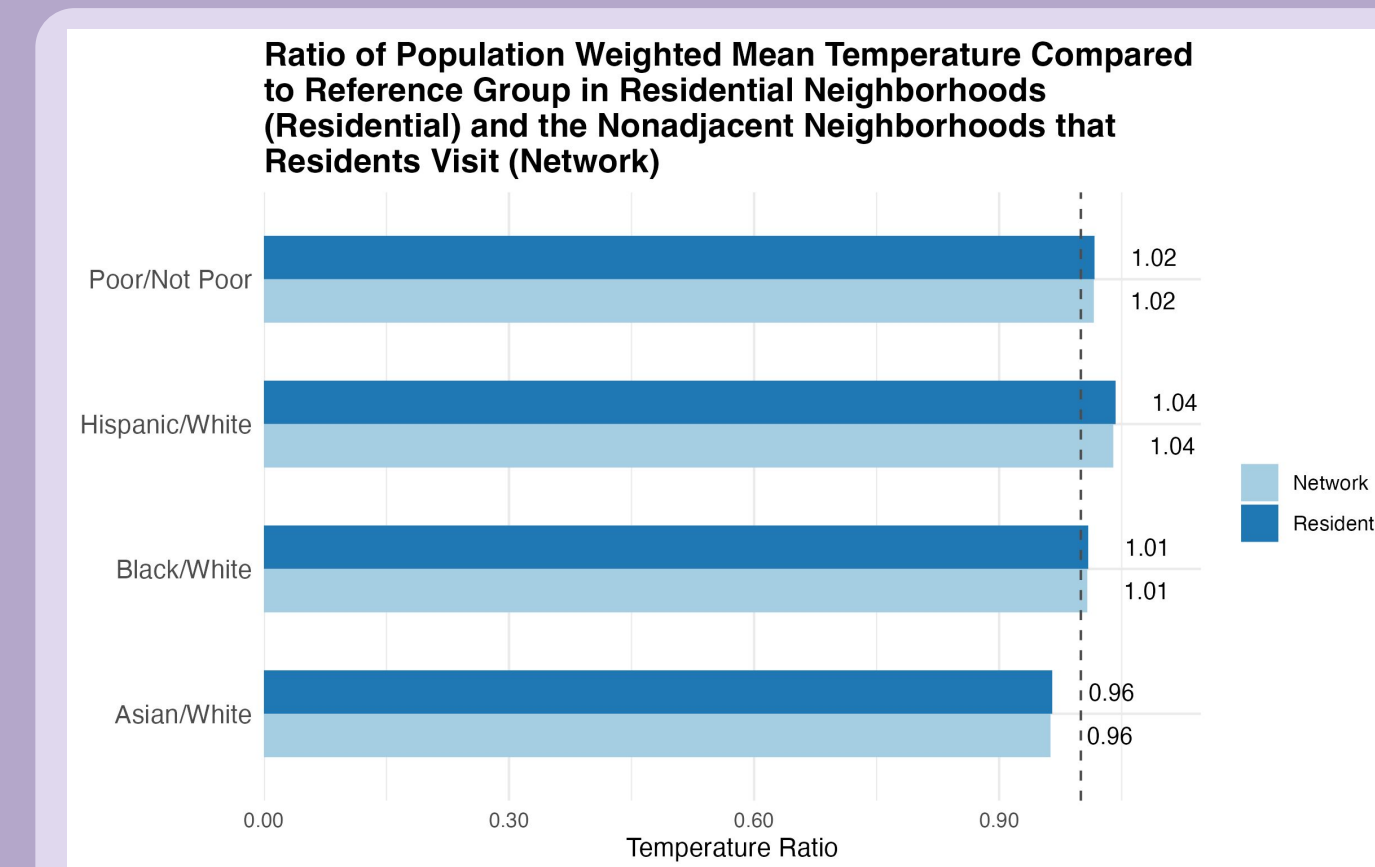 Ratio of Population Weighted Mean Temperature Compared
to Reference Group in Residential Neighborhoods
(Residential) and the Nonadjacent Neighborhoods that
Residents Visit (Network)
Poor/Not Poor
1.02
1.02
Hispanic/White
1.04
1.04
Network
Resident
Black/White
1.01
1.01
Asian/White
0.96
0.96
0.00 0.30 0.60 0.90
Temperature Ratio